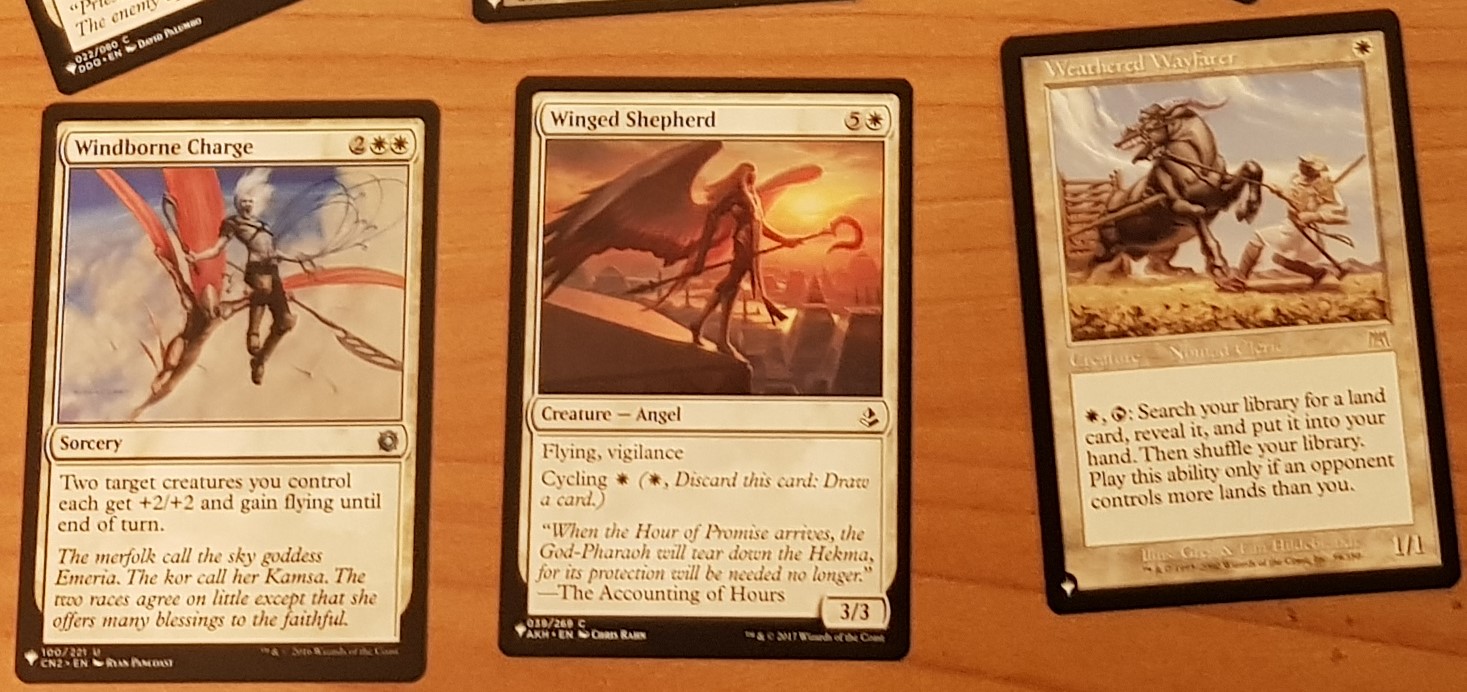 "Prie
The enemy
022/080 C
DDQ • EN DAVID PALUMBO
Windborne Charge 2
Sorcery
Two target creatures you control
each get +2/+2 and gain flying until
end of turn.
The merfolk call the sky goddess
Emeria. The kor call her Kamsa. The
two races agree on little except that she
offers many blessings to the faithful.
100/221 U
CN2 • EN RYAN PANCOAST
™ & © 2016 Wizards of the Coast
Winged Shepherd 5
Creature — Angel
Flying, vigilance
Cycling ( , Discard this card: Draw
a card.)
"When the Hour of Promise arrives, the
God-Pharaoh will tear down the Hekma,
for its protection will be needed no longer."
—The Accounting of Hours
3/3
039/269 C
AKH • EN CHRIS RAHN
™ & © 2017 Wizards of the Coast
Weathered Wayfarer
Creature — Nomad Cleric
, : Search your library for a land
card, reveal it, and put it into your
hand. Then shuffle your library.
Play this ability only if an opponent
controls more lands than you.
1/1